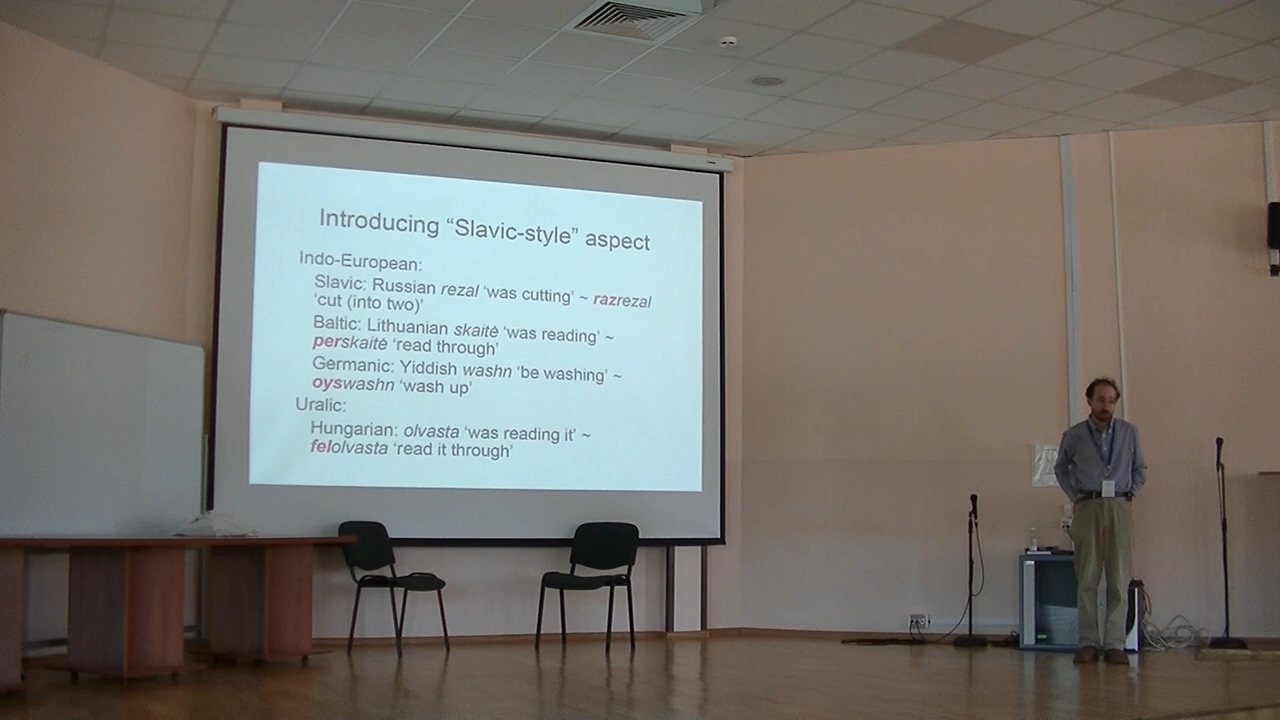 Introducing “Slavic-style” aspect
Indo-European:
Slavic: Russian rezal ‘was cutting’ ~ razrezal
‘cut (into two)’
Baltic: Lithuanian skaitė ‘was reading’ ~
perskaitė ‘read through’
Germanic: Yiddish washn ‘be washing’ ~
oyswashn ‘wash up’
Uralic:
Hungarian: olvasta ‘was reading it’ ~
felolvasta ‘read it through’